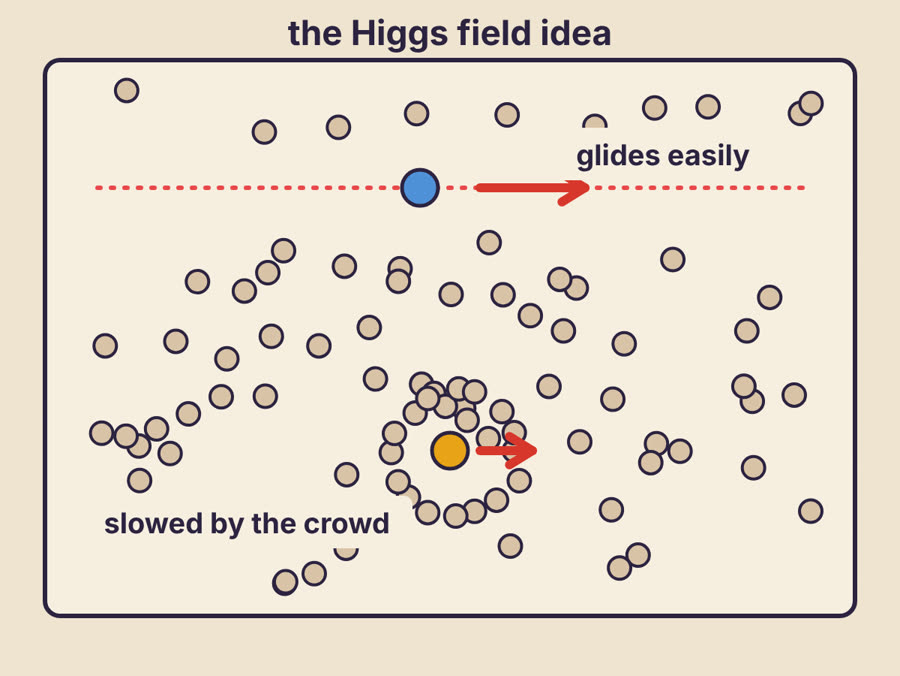 the Higgs field idea
glides easily
slowed by the crowd